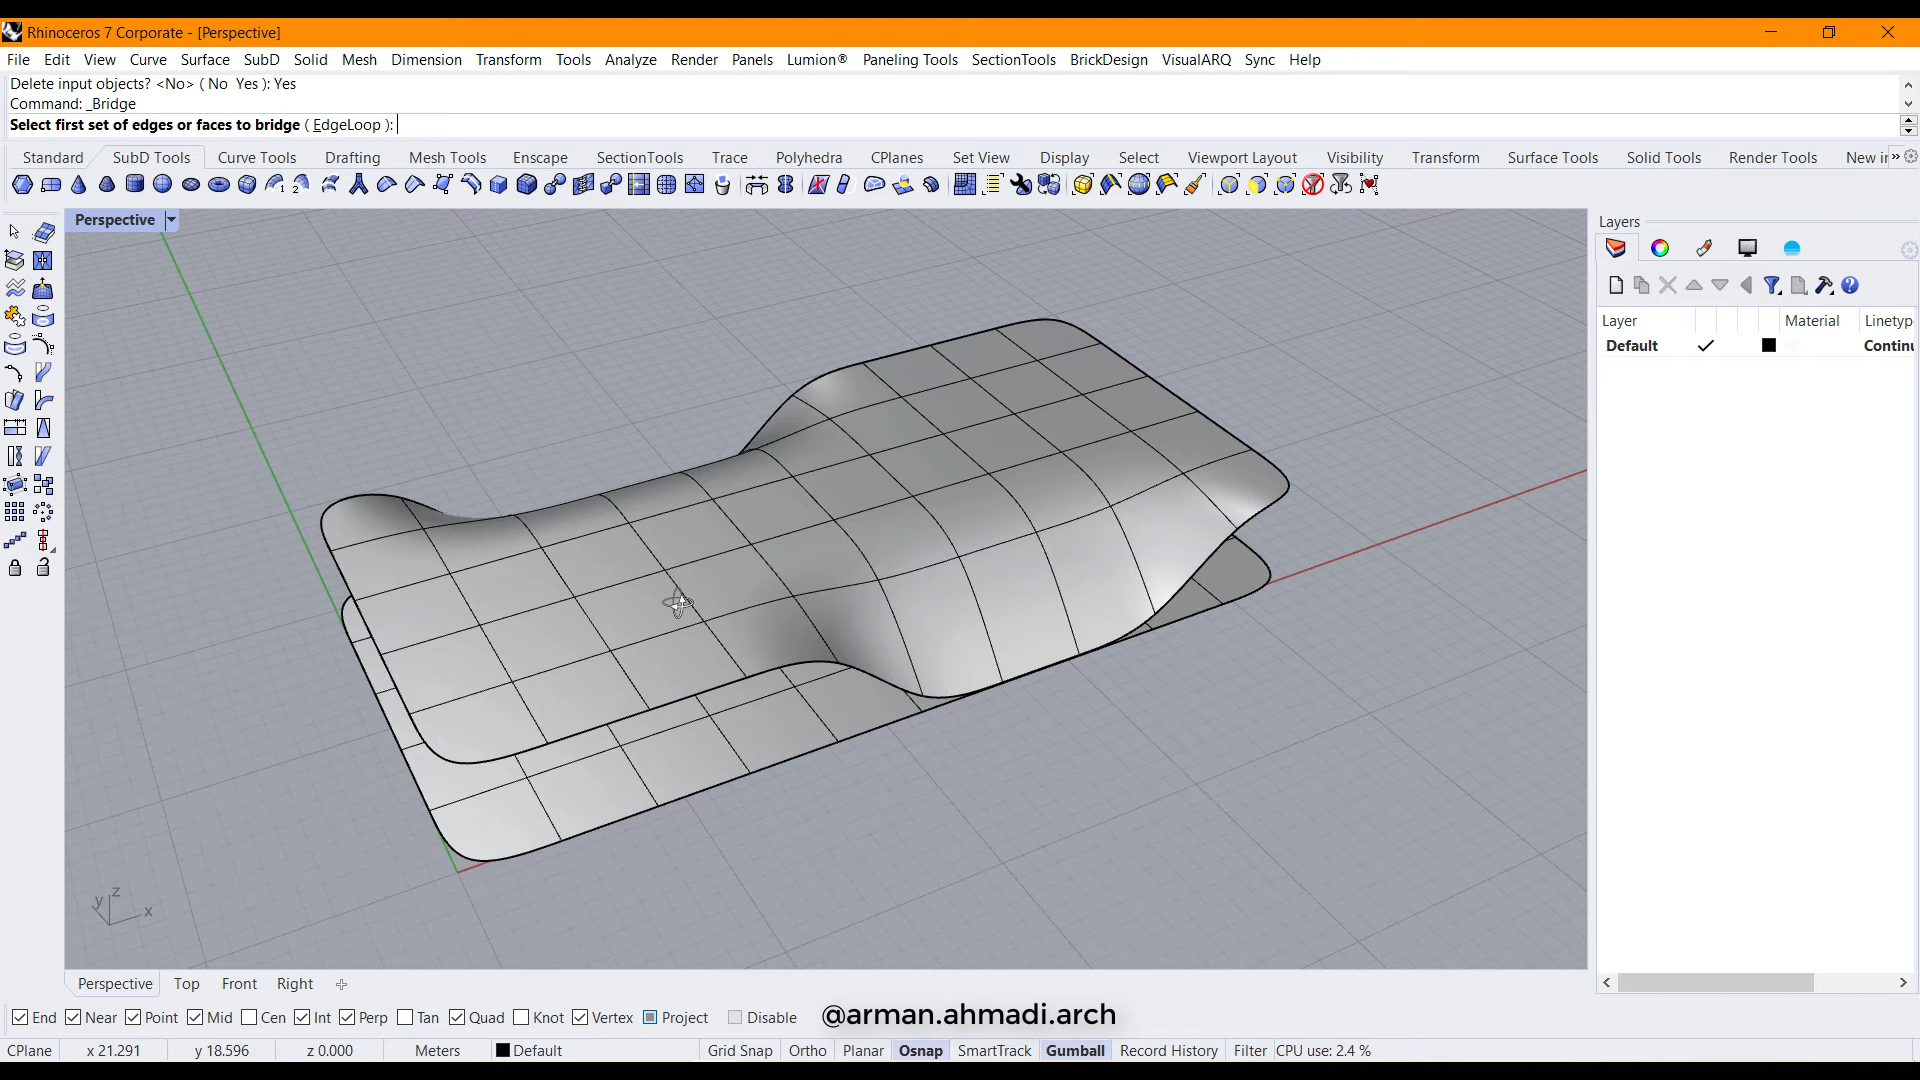 Rhinoceros 7 Corporate - [Perspective]
File Edit View Curve Surface SubD Solid Mesh Dimension Transform Tools Analyze Render Panels Lumion® Paneling Tools SectionTools BrickDesign VisualARQ Sync Help
Delete input objects? <No> ( No Yes ): Yes
Command: _Bridge
Select first set of edges or faces to bridge ( EdgeLoop ):
Standard SubD Tools Curve Tools Drafting Mesh Tools Enscape SectionTools Trace Polyhedra CPlanes Set View Display Select Viewport Layout Visibility Transform Surface Tools Solid Tools Render Tools New in »
Perspective
Layers
Layer Material Linetyp
Default Continu
z
y
x
Perspective Top Front Right
End Near Point Mid Cen Int Perp Tan Quad Knot Vertex Project Disable
@arman.ahmadi.arch
CPlane x 21.291 y 18.596 z 0.000 Meters Default Grid Snap Ortho Planar Osnap SmartTrack Gumball Record History Filter CPU use: 2.4 %